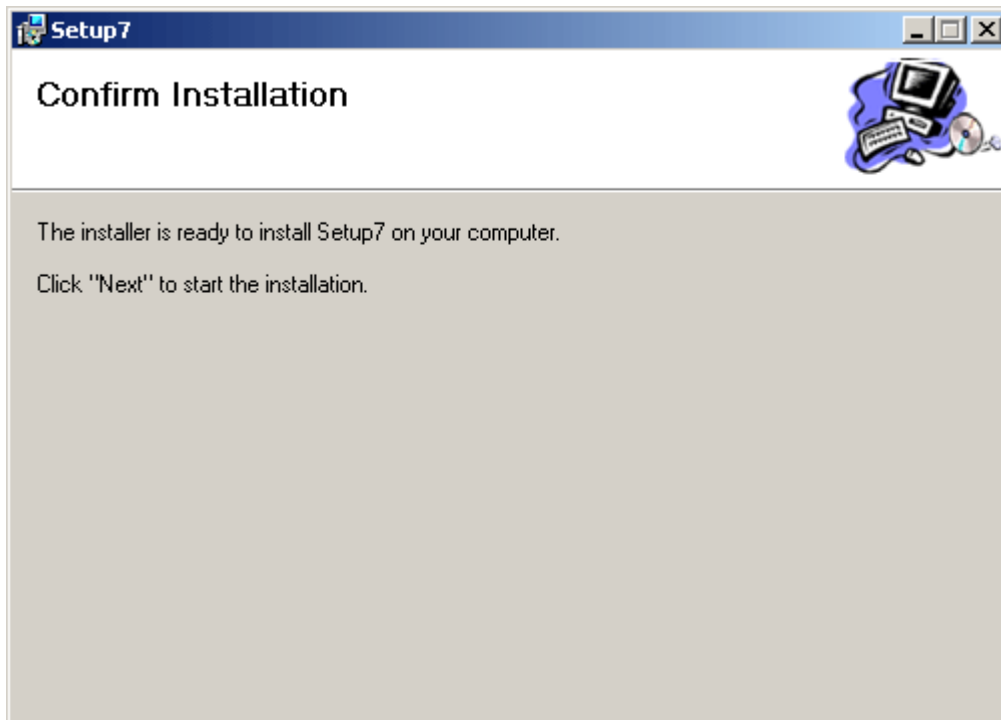 Setup7
Confirm Installation
The installer is ready to install Setup7 on your computer.
Click "Next" to start the installation.